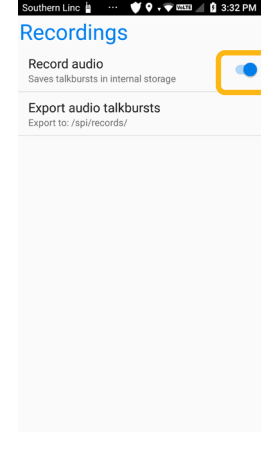 Southern Linc ... VoLTE 3:32 PM
Recordings
Record audio
Saves talkbursts in internal storage
Export audio talkbursts
Export to: /spi/records/